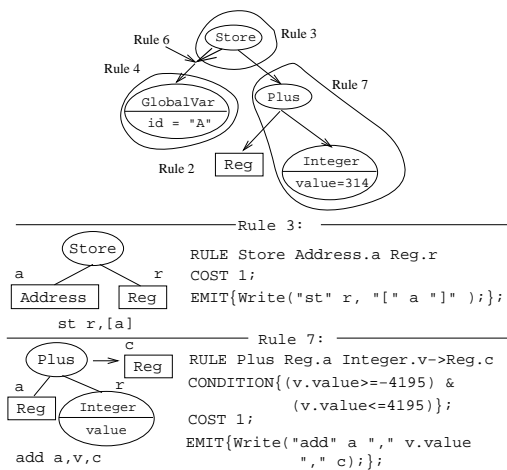 Rule 6
Store
Rule 3
Rule 4
Rule 7
GlobalVar
id = "A"
Plus
Rule 2
Reg
Integer
value=314
Rule 3:
Store
a
r
Address
Reg
st r,[a]
RULE Store Address.a Reg.r
COST 1;
EMIT{Write("st" r, "[" a "]" );};
Rule 7:
Plus
c
Reg
a
r
Reg
Integer
value
add a,v,c
RULE Plus Reg.a Integer.v->Reg.c
CONDITION{(v.value>=-4195) &
(v.value<=4195)};
COST 1;
EMIT{Write("add" a "," v.value
"," c);};